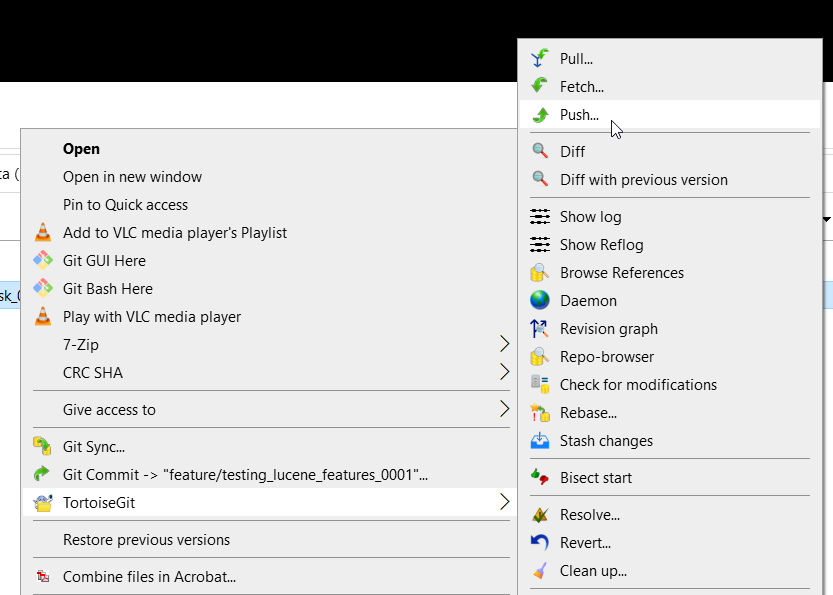 ta (
sk_0
Open
Open in new window
Pin to Quick access
Add to VLC media player's Playlist
Git GUI Here
Git Bash Here
Play with VLC media player
7-Zip
CRC SHA
Give access to
Git Sync...
Git Commit -> "feature/testing_lucene_features_0001"...
TortoiseGit
Restore previous versions
Combine files in Acrobat...
Pull...
Fetch...
Push...
Diff
Diff with previous version
Show log
Show Reflog
Browse References
Daemon
Revision graph
Repo-browser
Check for modifications
Rebase...
Stash changes
Bisect start
Resolve...
Revert...
Clean up...